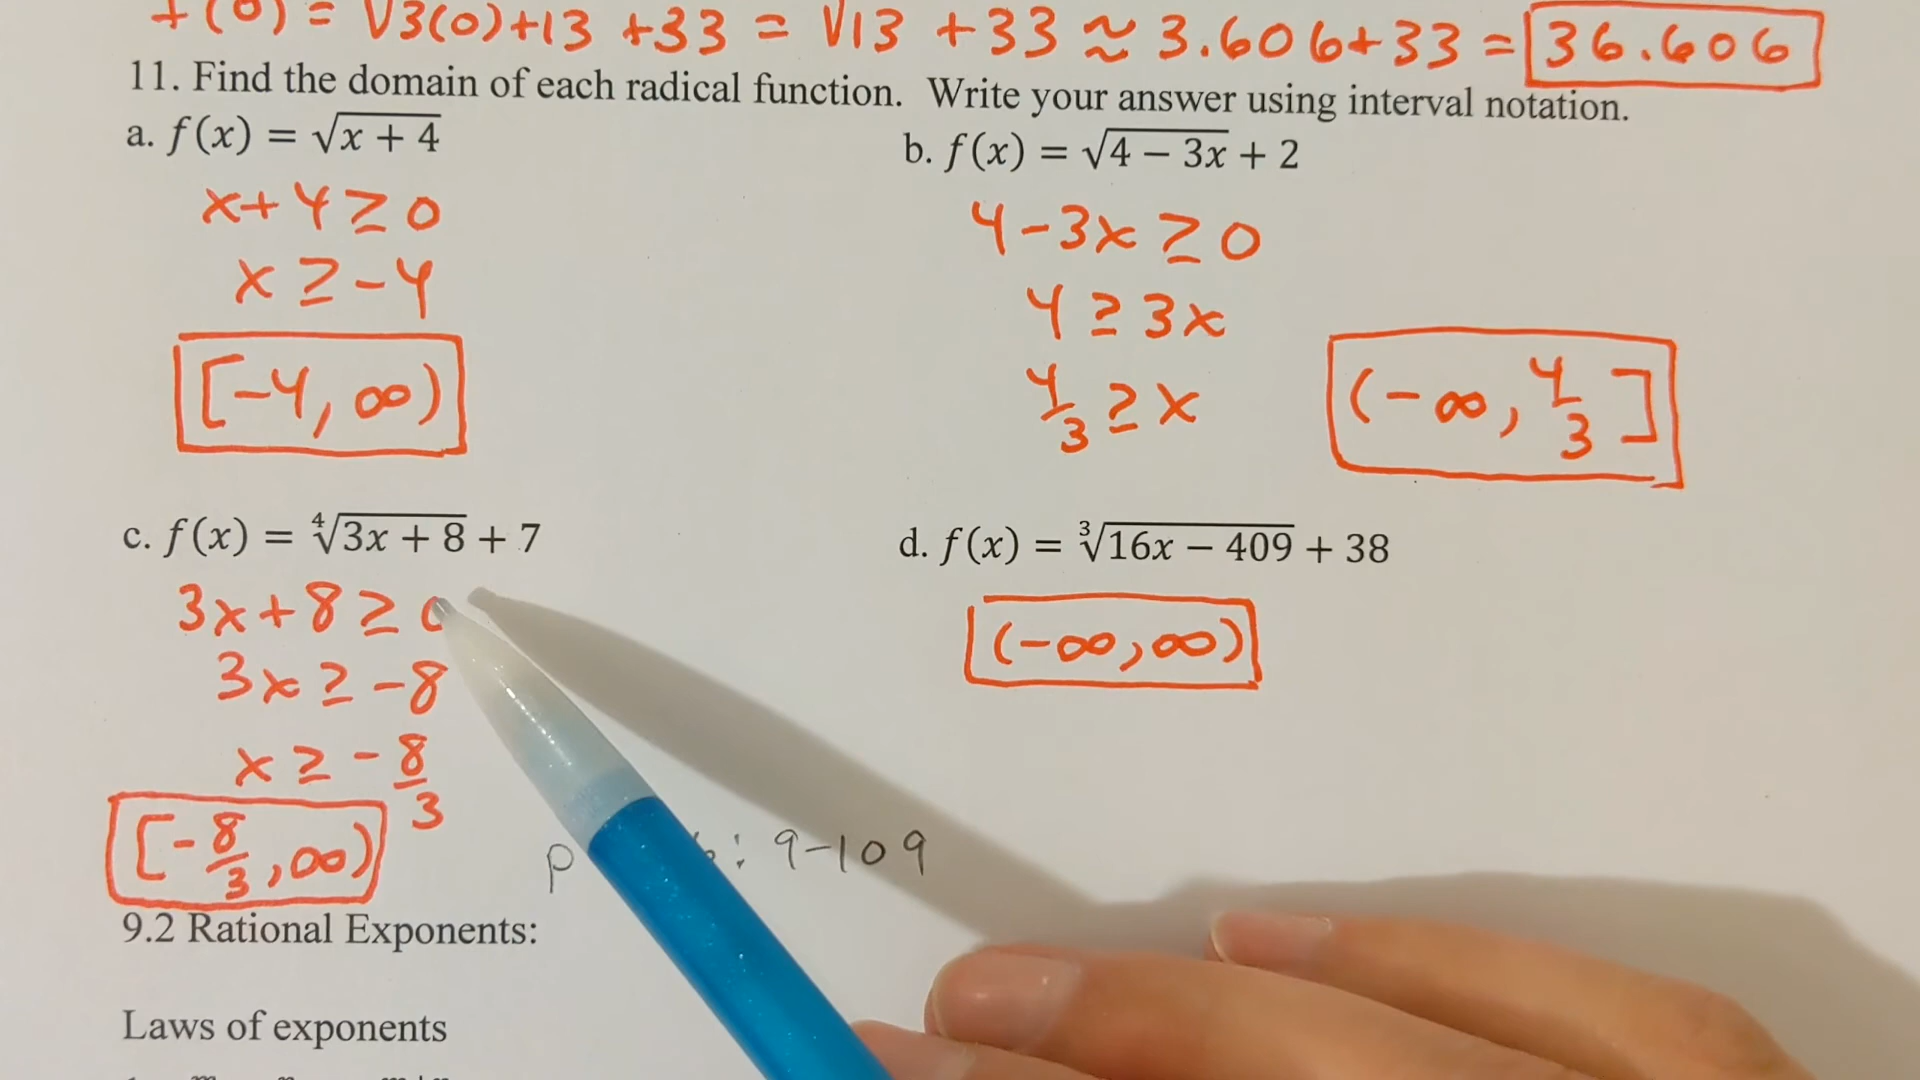 f(0) = √3(0)+13 +33 = √13 +33 ≈ 3.606+33 = 36.606
11. Find the domain of each radical function. Write your answer using interval notation.
a. f(x) = √x + 4
x+4≥0
x≥-4
[-4, ∞)
b. f(x) = √4 − 3x + 2
4-3x≥0
4≥3x
4/3≥x
(-∞, 4/3]
c. f(x) = ⁴√3x + 8 + 7
3x+8≥0
3x≥-8
x≥-8/3
[-8/3, ∞)
d. f(x) = ³√16x − 409 + 38
(-∞,∞)
: 9-109
9.2 Rational Exponents:
Laws of exponents